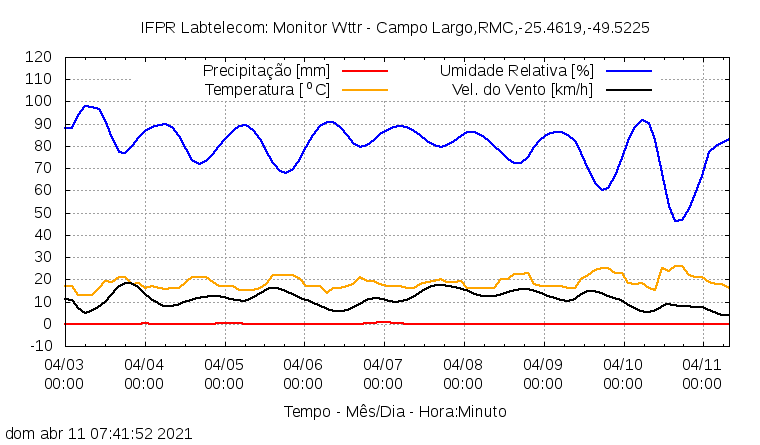 IFPR Labtelecom: Monitor Wttr - Campo Largo,RMC,-25.4619,-49.5225
Precipitação [mm]
Temperatura [⁰C]
Umidade Relativa [%]
Vel. do Vento [km/h]
120
110
100
90
80
70
60
50
40
30
20
10
0
-10
04/03 04/04 04/05 04/06 04/07 04/08 04/09 04/10 04/11
00:00 00:00 00:00 00:00 00:00 00:00 00:00 00:00 00:00
Tempo - Mês/Dia - Hora:Minuto
dom abr 11 07:41:52 2021